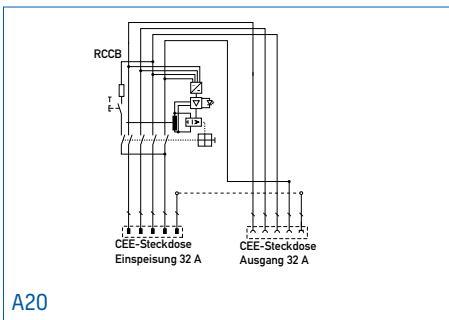 RCCB
T
CEE-Steckdose
Einspeisung 32 A
CEE-Steckdose
Ausgang 32 A
A20